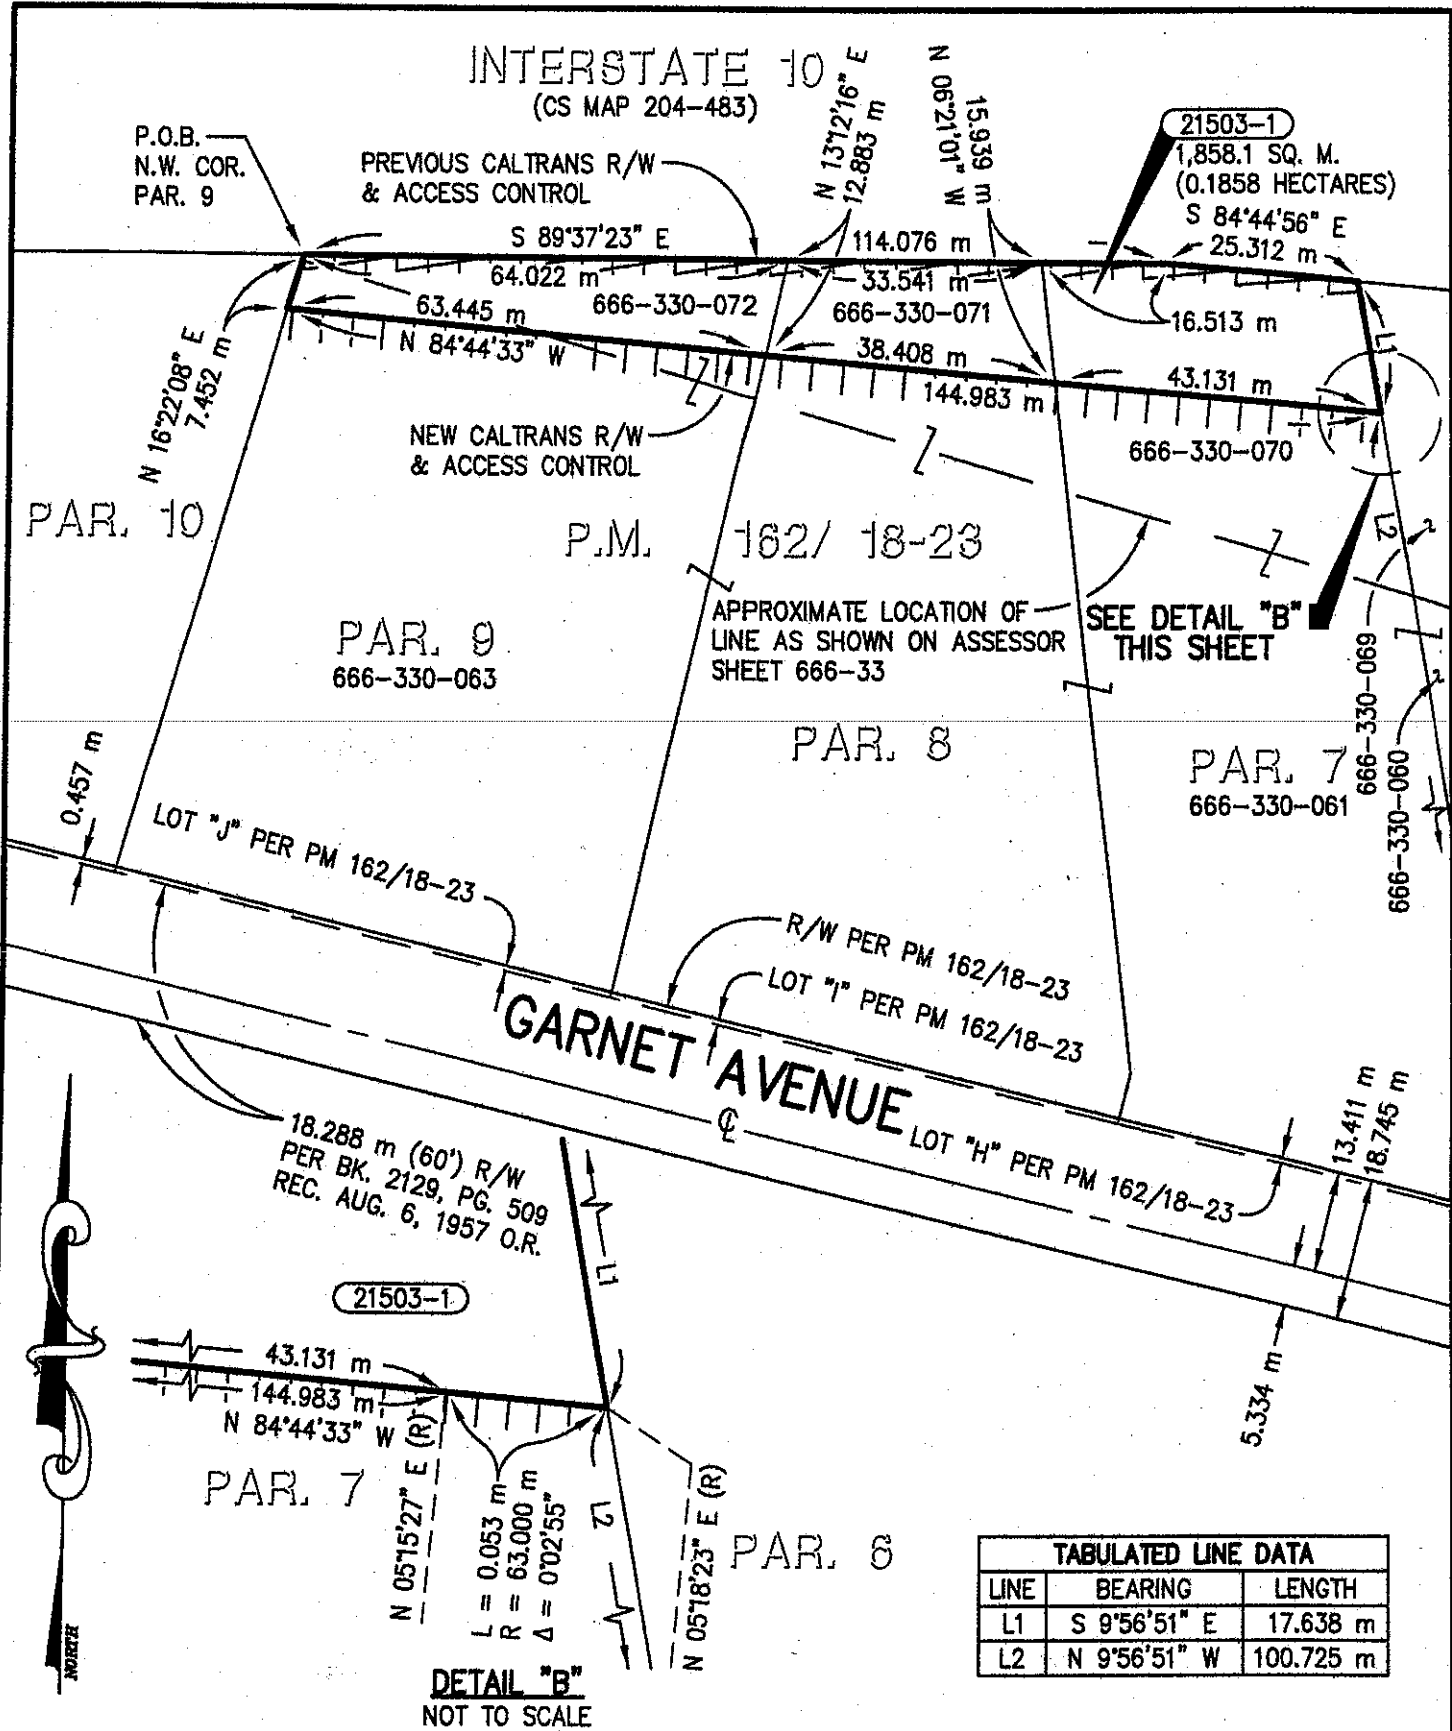 INTERSTATE 10
(CS MAP 204-483)
P.O.B.
N.W. COR.
PAR. 9
PREVIOUS CALTRANS R/W
& ACCESS CONTROL
N 13°12'16" E
12.883 m
N 06°21'01" W
15.939 m
21503-1
1,858.1 SQ. M.
(0.1858 HECTARES)
S 84°44'56" E
25.312 m
S 89°37'23" E
114.076 m
64.022 m
33.541 m
16.513 m
666-330-072
666-330-071
63.445 m
N 84°44'33" W
38.408 m
144.983 m
43.131 m
666-330-070
L1
N 16°22'08" E
7.452 m
NEW CALTRANS R/W
& ACCESS CONTROL
PAR. 10
P.M. 162/ 18-23
L2
APPROXIMATE LOCATION OF
LINE AS SHOWN ON ASSESSOR
SHEET 666-33
SEE DETAIL "B"
THIS SHEET
PAR. 9
666-330-063
PAR. 8
PAR. 7
666-330-061
666-330-069
666-330-060
0.457 m
LOT "J" PER PM 162/18-23
R/W PER PM 162/18-23
LOT "I" PER PM 162/18-23
GARNET AVENUE
℄
LOT "H" PER PM 162/18-23
13.411 m
18.745 m
5.334 m
18.288 m (60') R/W
PER BK. 2129, PG. 509
REC. AUG. 6, 1957 O.R.
21503-1
L1
43.131 m
144.983 m
N 84°44'33" W
PAR. 7
N 05°15'27" E (R)
L = 0.053 m
R = 63.000 m
Δ = 0°02'55"
L2
N 05°18'23" E (R)
PAR. 6
DETAIL "B"
NOT TO SCALE
NORTH
TABULATED LINE DATA
LINE BEARING LENGTH
L1 S 9°56'51" E 17.638 m
L2 N 9°56'51" W 100.725 m